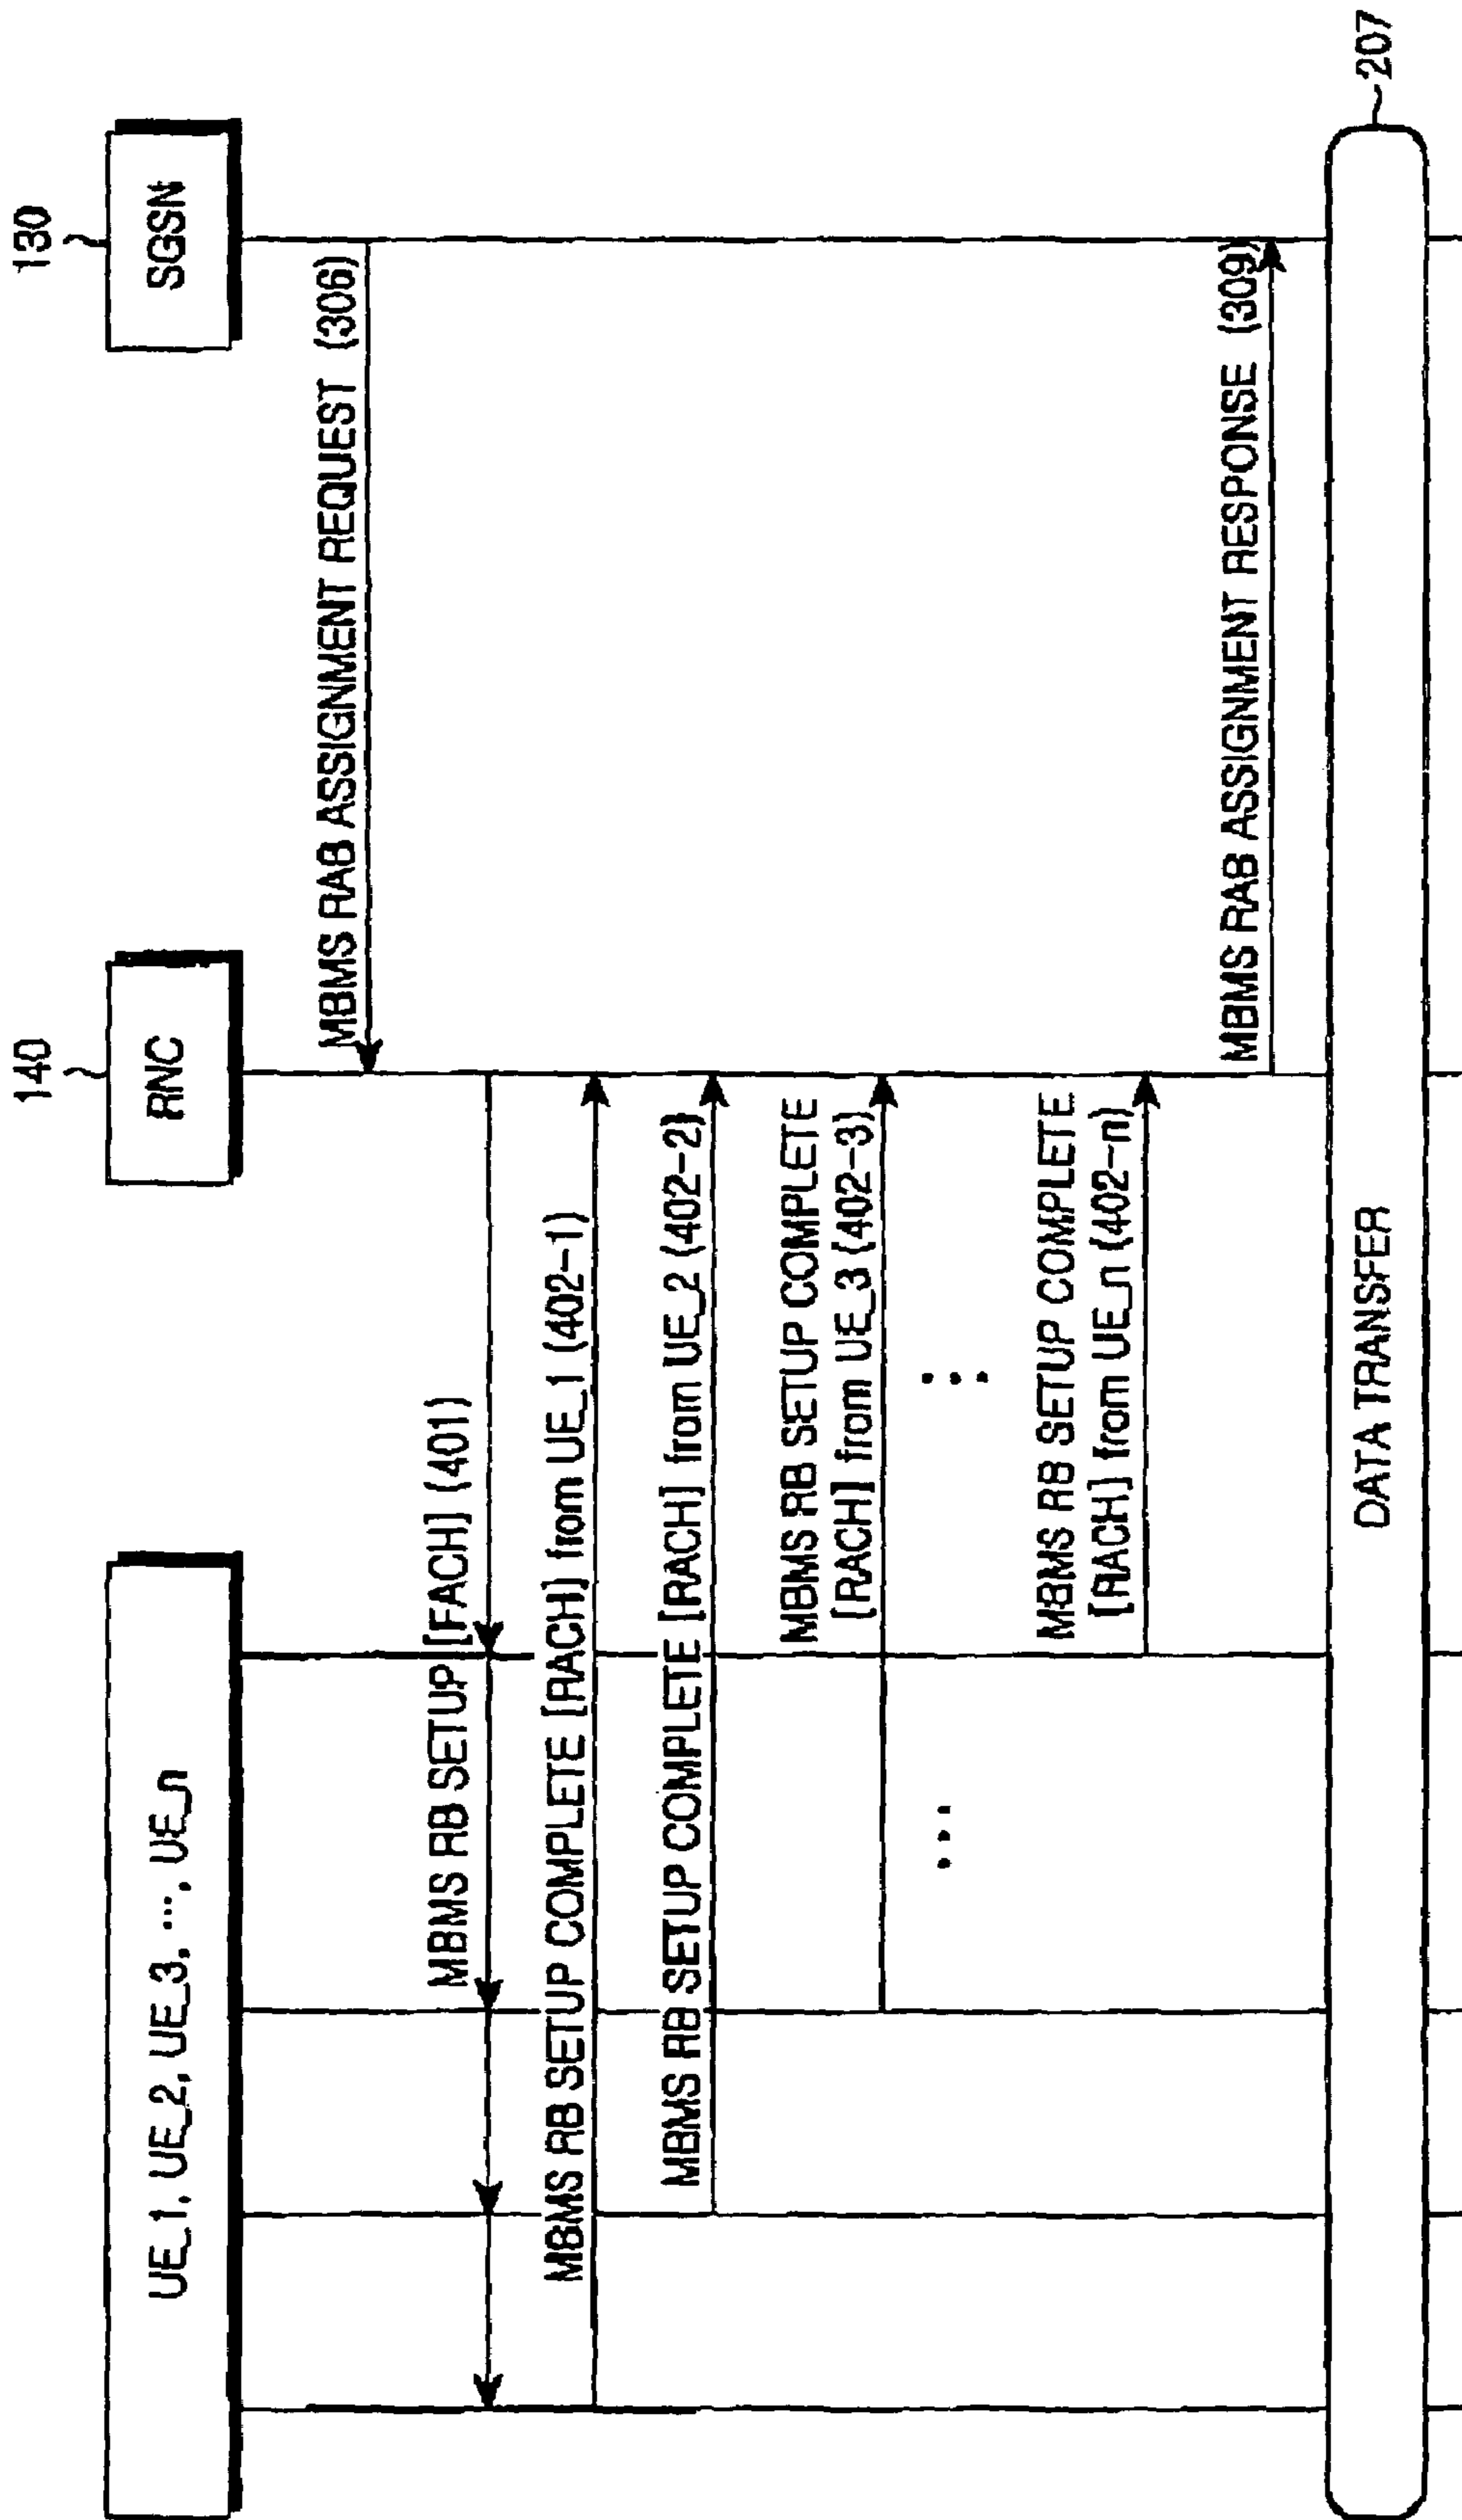 UE_1, UE_2, UE_3, ..., UE_n
140
RNC
130
SGSN
MBMS RAB ASSIGNMENT REQUEST (306)
MBMS RB SETUP [FACH] (401)
MBMS RB SETUP COMPLETE [RACH] from UE_1 (402-1)
MBMS RB SETUP COMPLETE [RACH] from UE_2 (402-2)
MBMS RB SETUP COMPLETE
[RACH] from UE_3 (402-3)
...
...
MBMS RB SETUP COMPLETE
[RACH] from UE_n (402-n)
MBMS RAB ASSIGNMENT RESPONSE (309)
DATA TRANSFER
207